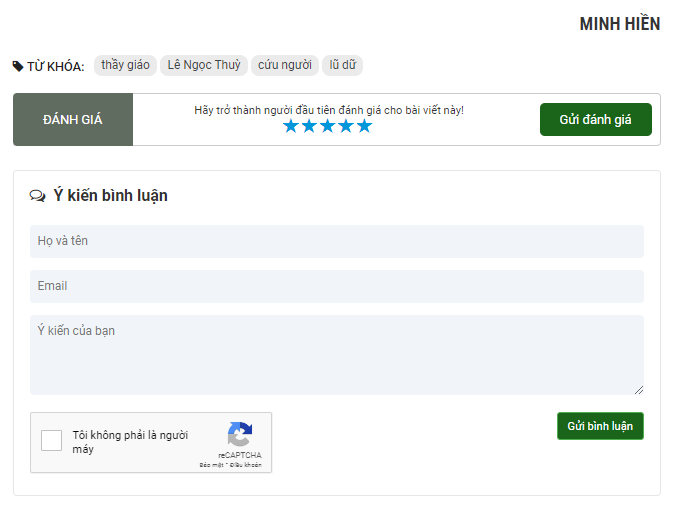 MINH HIỀN
TỪ KHÓA: thầy giáo Lê Ngọc Thuỳ cứu người lũ dữ
ĐÁNH GIÁ
Hãy trở thành người đầu tiên đánh giá cho bài viết này!
Gửi đánh giá
Ý kiến bình luận
Họ và tên
Email
Ý kiến của bạn
Tôi không phải là người
máy
reCAPTCHA
Bảo mật - Điều khoản
Gửi bình luận